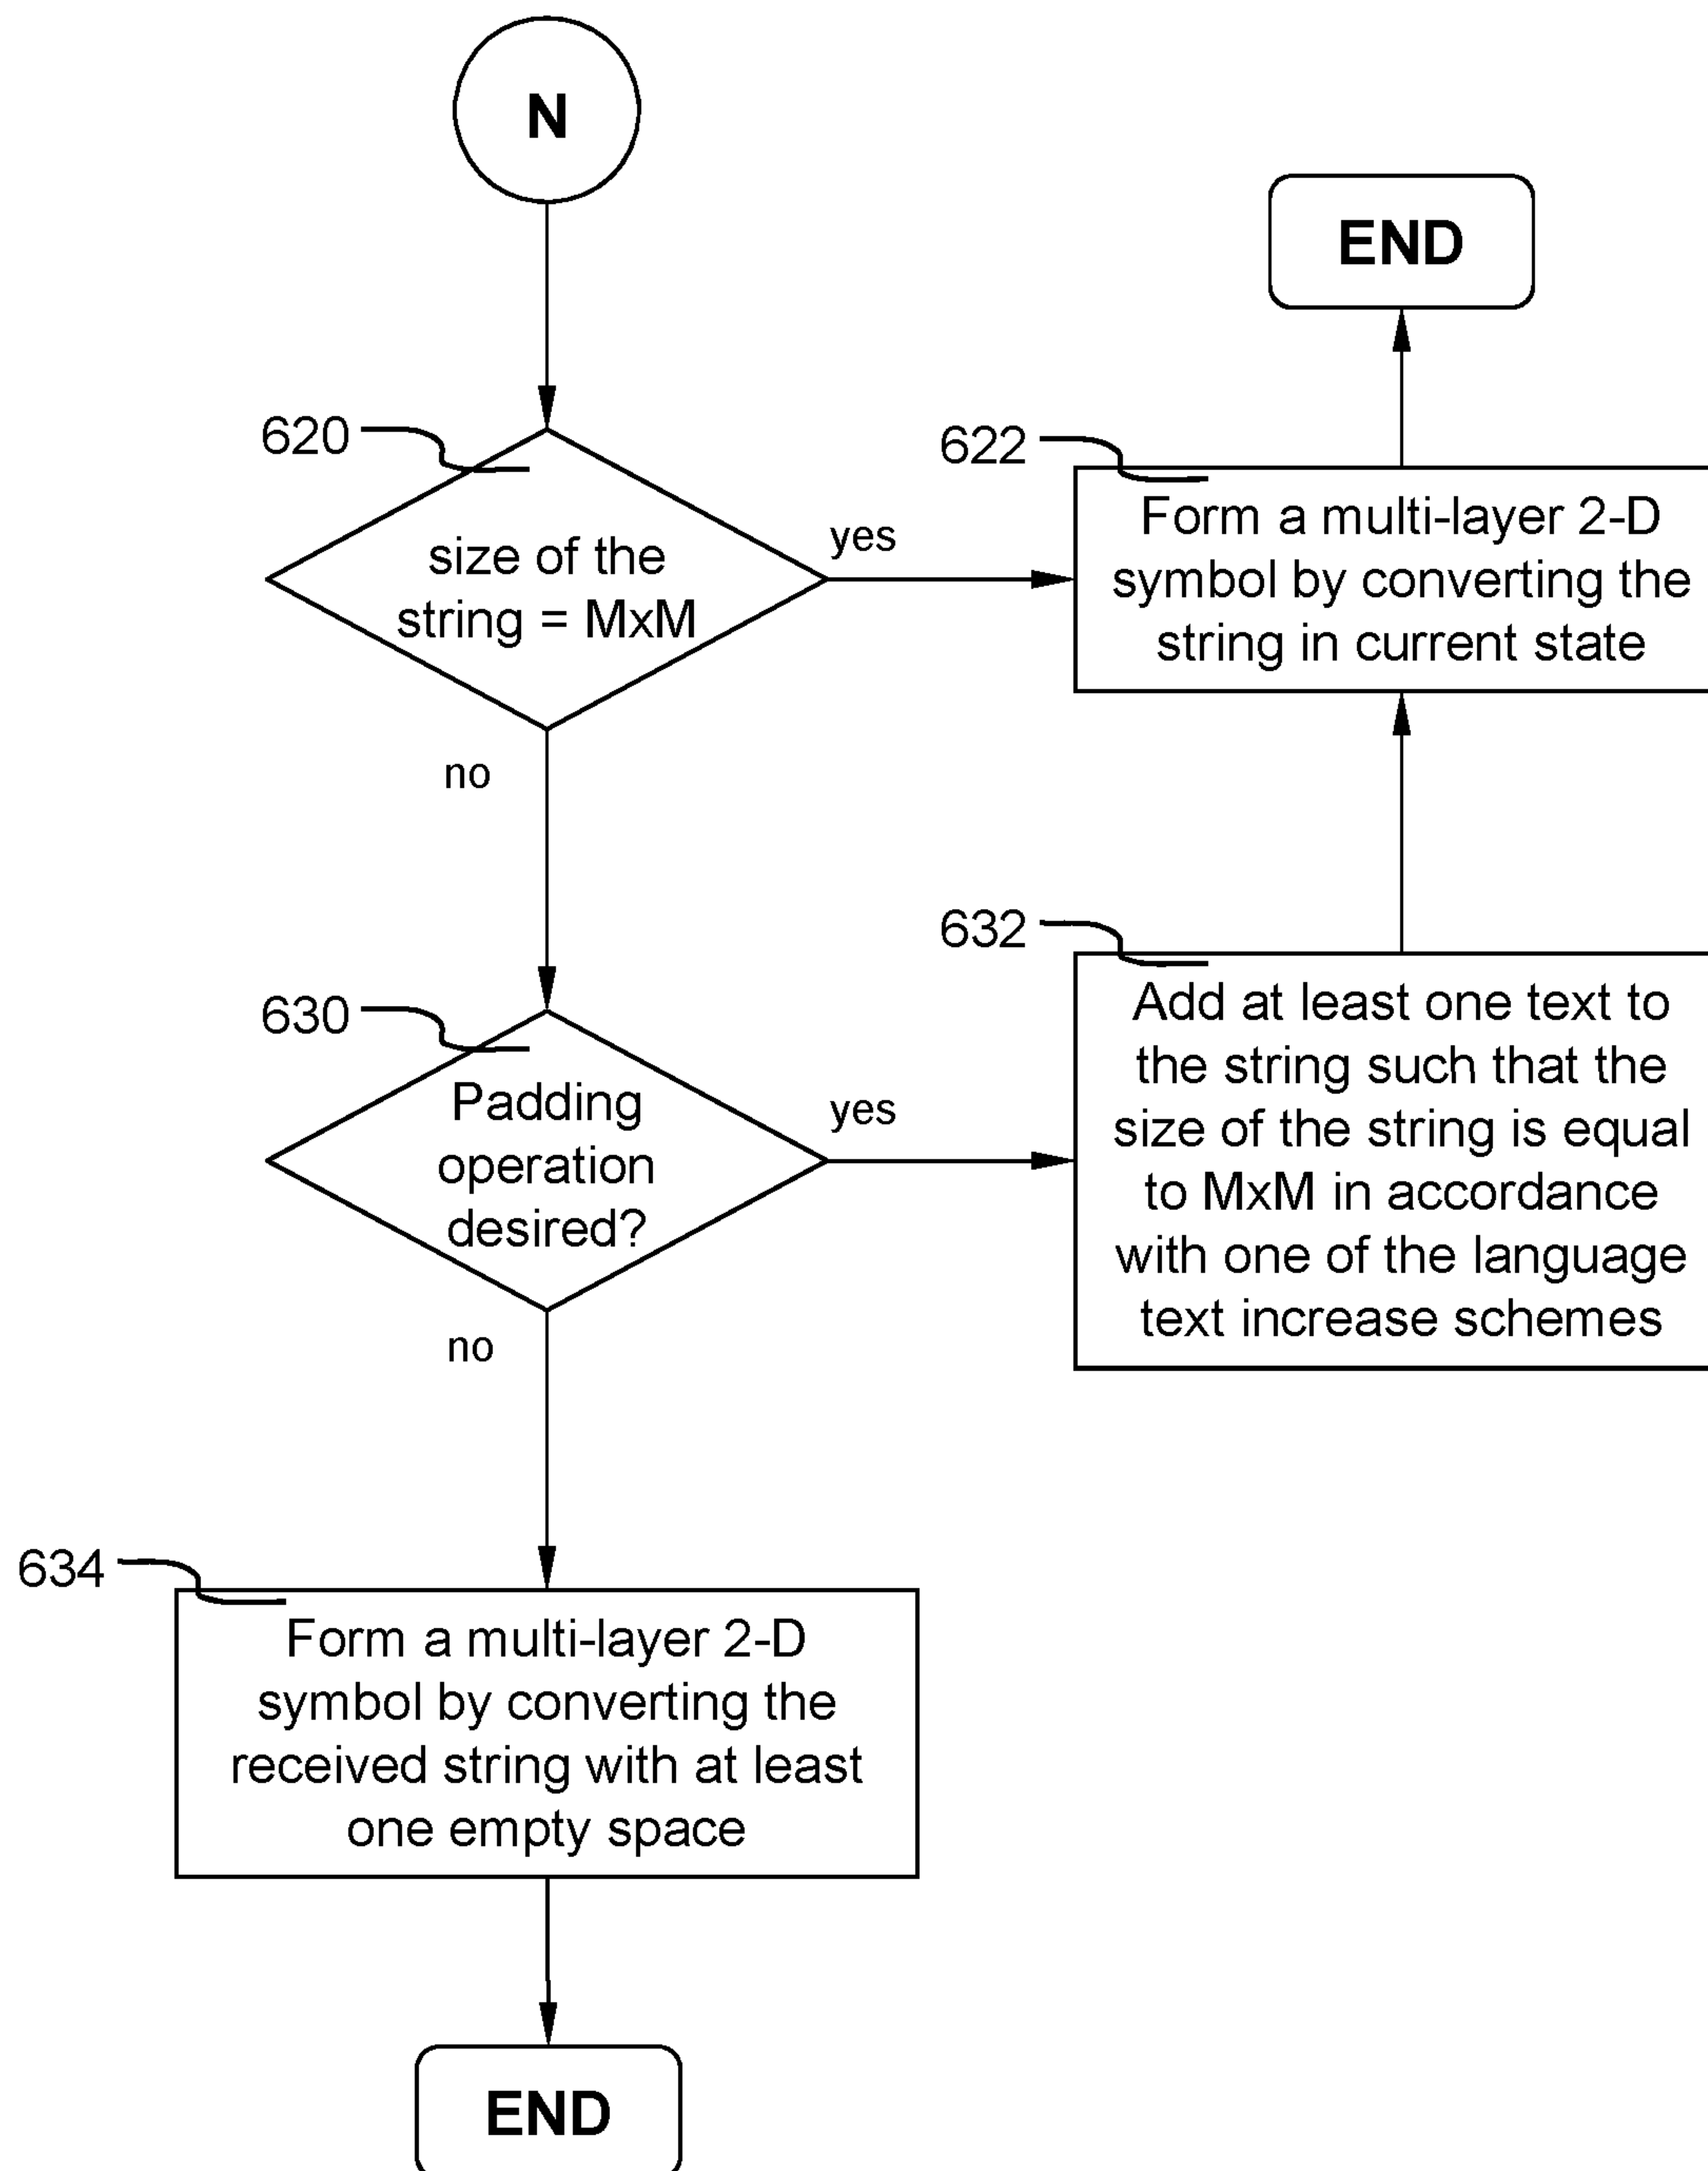 N
END
620
size of the
string = MxM
yes
622
Form a multi-layer 2-D
symbol by converting the
string in current state
no
630
Padding
operation
desired?
yes
632
Add at least one text to
the string such that the
size of the string is equal
to MxM in accordance
with one of the language
text increase schemes
no
634
Form a multi-layer 2-D
symbol by converting the
received string with at least
one empty space
END